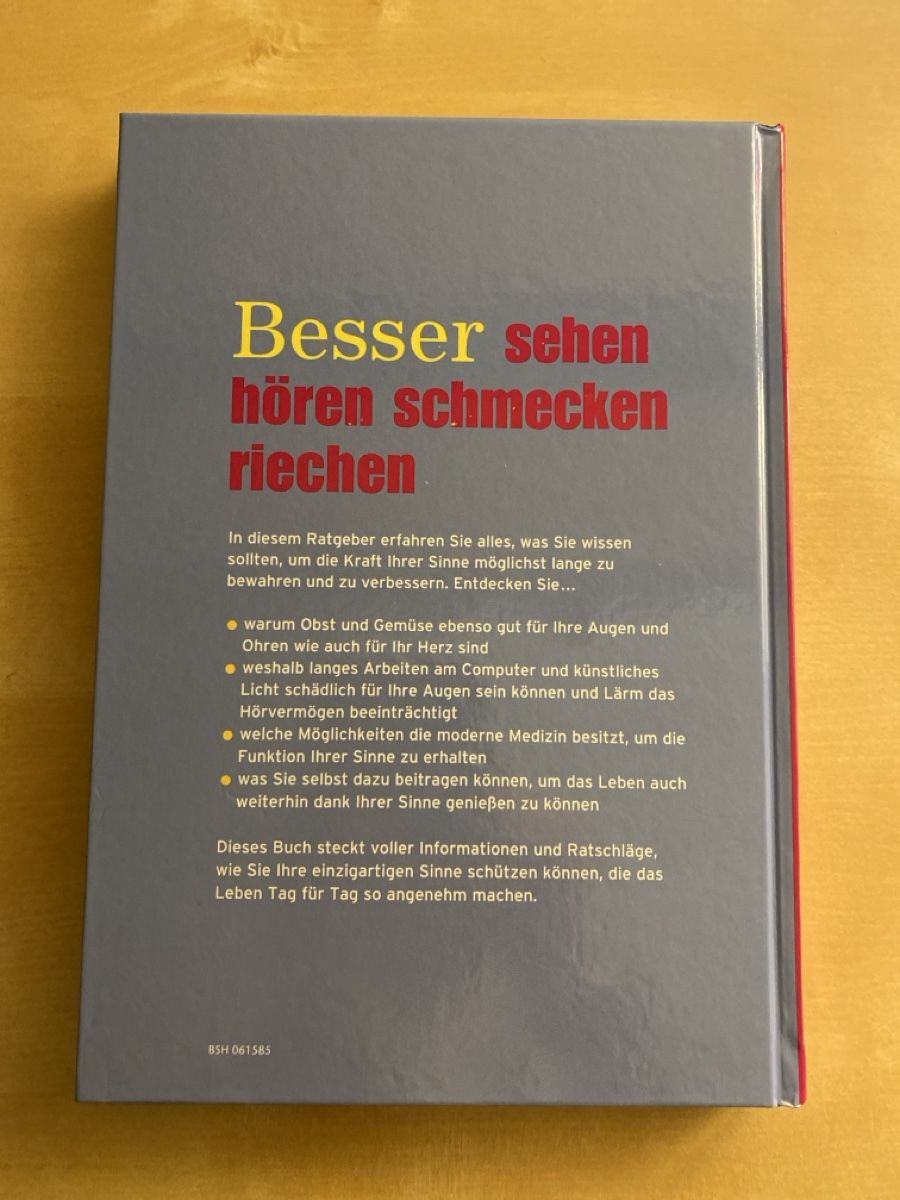 Besser sehen
hören schmecken
riechen
In diesem Ratgeber erfahren Sie alles, was Sie wissen
sollten, um die Kraft Ihrer Sinne möglichst lange zu
bewahren und zu verbessern. Entdecken Sie...
● warum Obst und Gemüse ebenso gut für Ihre Augen und
Ohren wie auch für Ihr Herz sind
● weshalb langes Arbeiten am Computer und künstliches
Licht schädlich für Ihre Augen sein können und Lärm das
Hörvermögen beeinträchtigt
● welche Möglichkeiten die moderne Medizin besitzt, um die
Funktion Ihrer Sinne zu erhalten
● was Sie selbst dazu beitragen können, um das Leben auch
weiterhin dank Ihrer Sinne genießen zu können
Dieses Buch steckt voller Informationen und Ratschläge,
wie Sie Ihre einzigartigen Sinne schützen können, die das
Leben Tag für Tag so angenehm machen.
BSH 061585